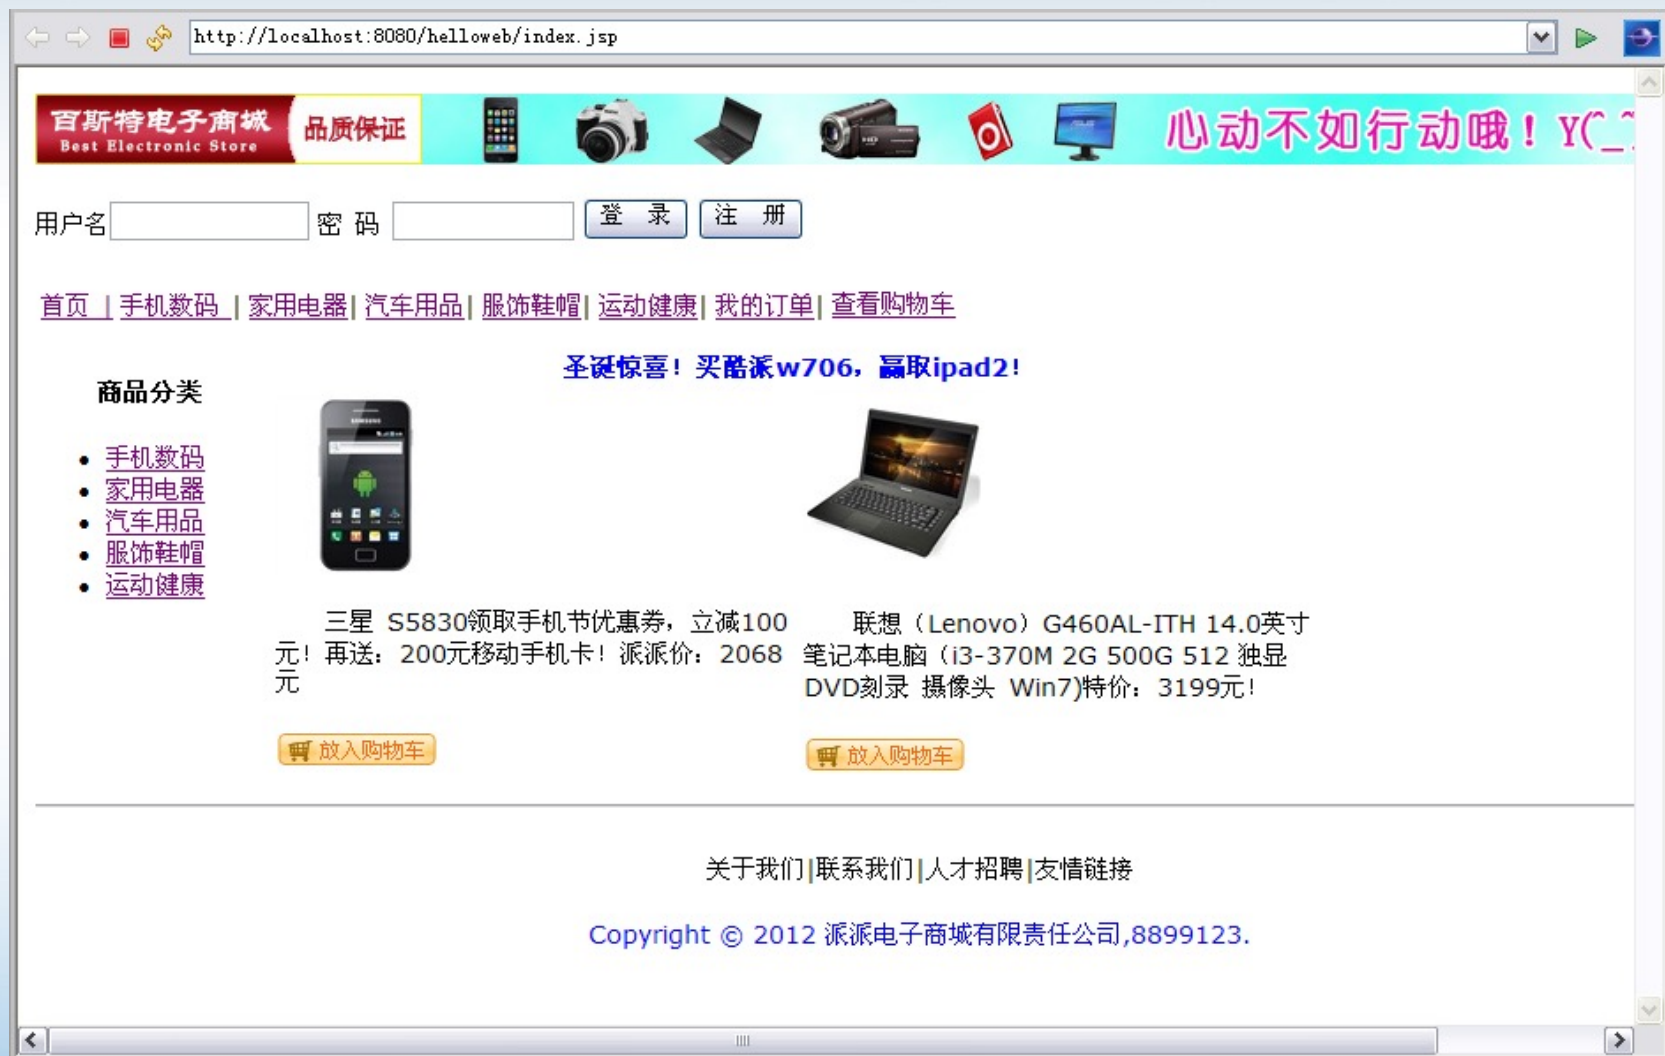 http://localhost:8080/helloweb/index.jsp
百斯特电子商城 品质保证 心动不如行动哦！Y(^_^
Best Electronic Store
用户名 密 码 登 录 注 册
首页 | 手机数码 | 家用电器| 汽车用品| 服饰鞋帽| 运动健康| 我的订单| 查看购物车
圣诞惊喜！买酷派w706，赢取ipad2！
商品分类
手机数码
家用电器
汽车用品
服饰鞋帽
运动健康
SAMSUNG
三星 S5830领取手机节优惠券，立减100
元！再送：200元移动手机卡！派派价：2068
元
放入购物车
联想（Lenovo）G460AL-ITH 14.0英寸
笔记本电脑（i3-370M 2G 500G 512 独显
DVD刻录 摄像头 Win7)特价：3199元！
放入购物车
关于我们|联系我们|人才招聘|友情链接
Copyright © 2012 派派电子商城有限责任公司,8899123.